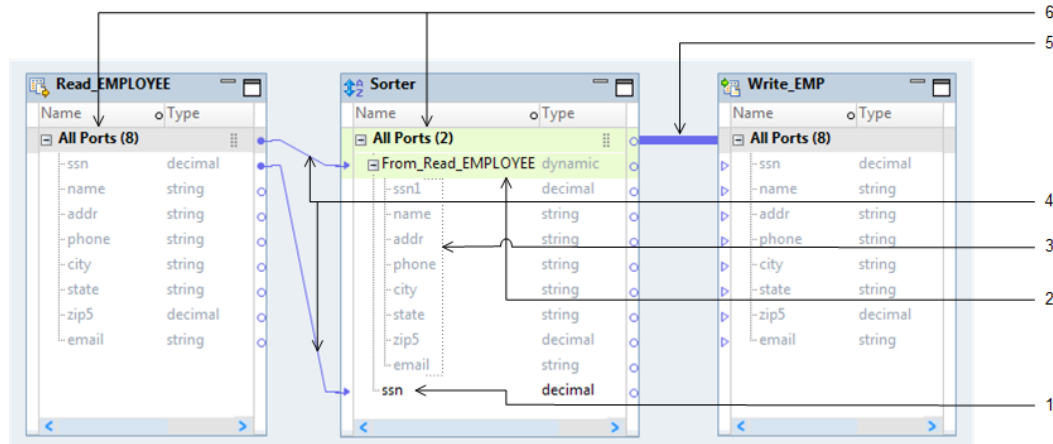 6
5
Read_EMPLOYEE Sorter Write_EMP
Name Type Name Type Name Type
All Ports (8) All Ports (2) All Ports (8)
ssn decimal From_Read_EMPLOYEE dynamic ssn decimal
name string ssn1 decimal name string
addr string name string addr string
4
phone string addr string phone string
3
city string phone string city string
state string city string state string
2
zip5 decimal state string zip5 decimal
email string zip5 decimal email string
email string
ssn decimal
1